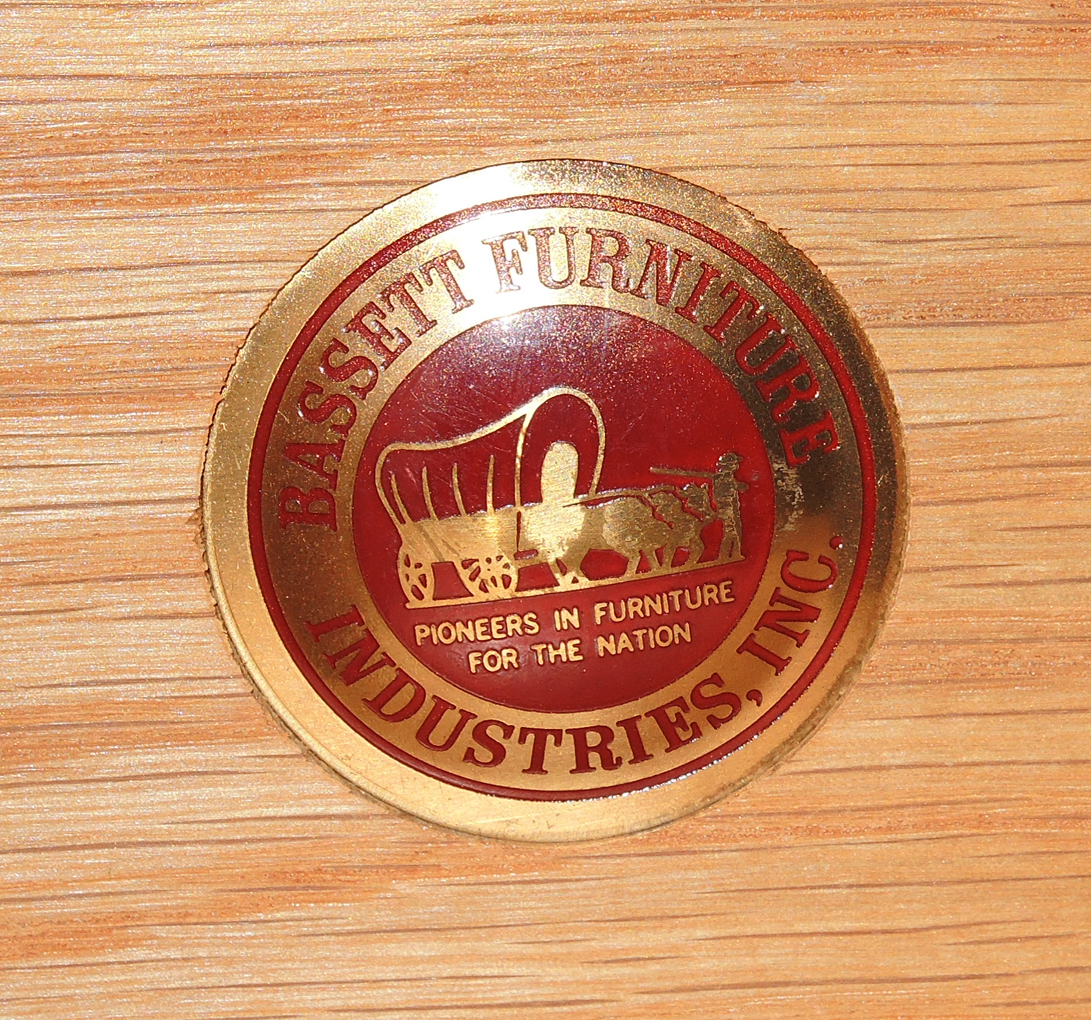 BASSETT FURNITURE
PIONEERS IN FURNITURE
FOR THE NATION
INDUSTRIES, INC.